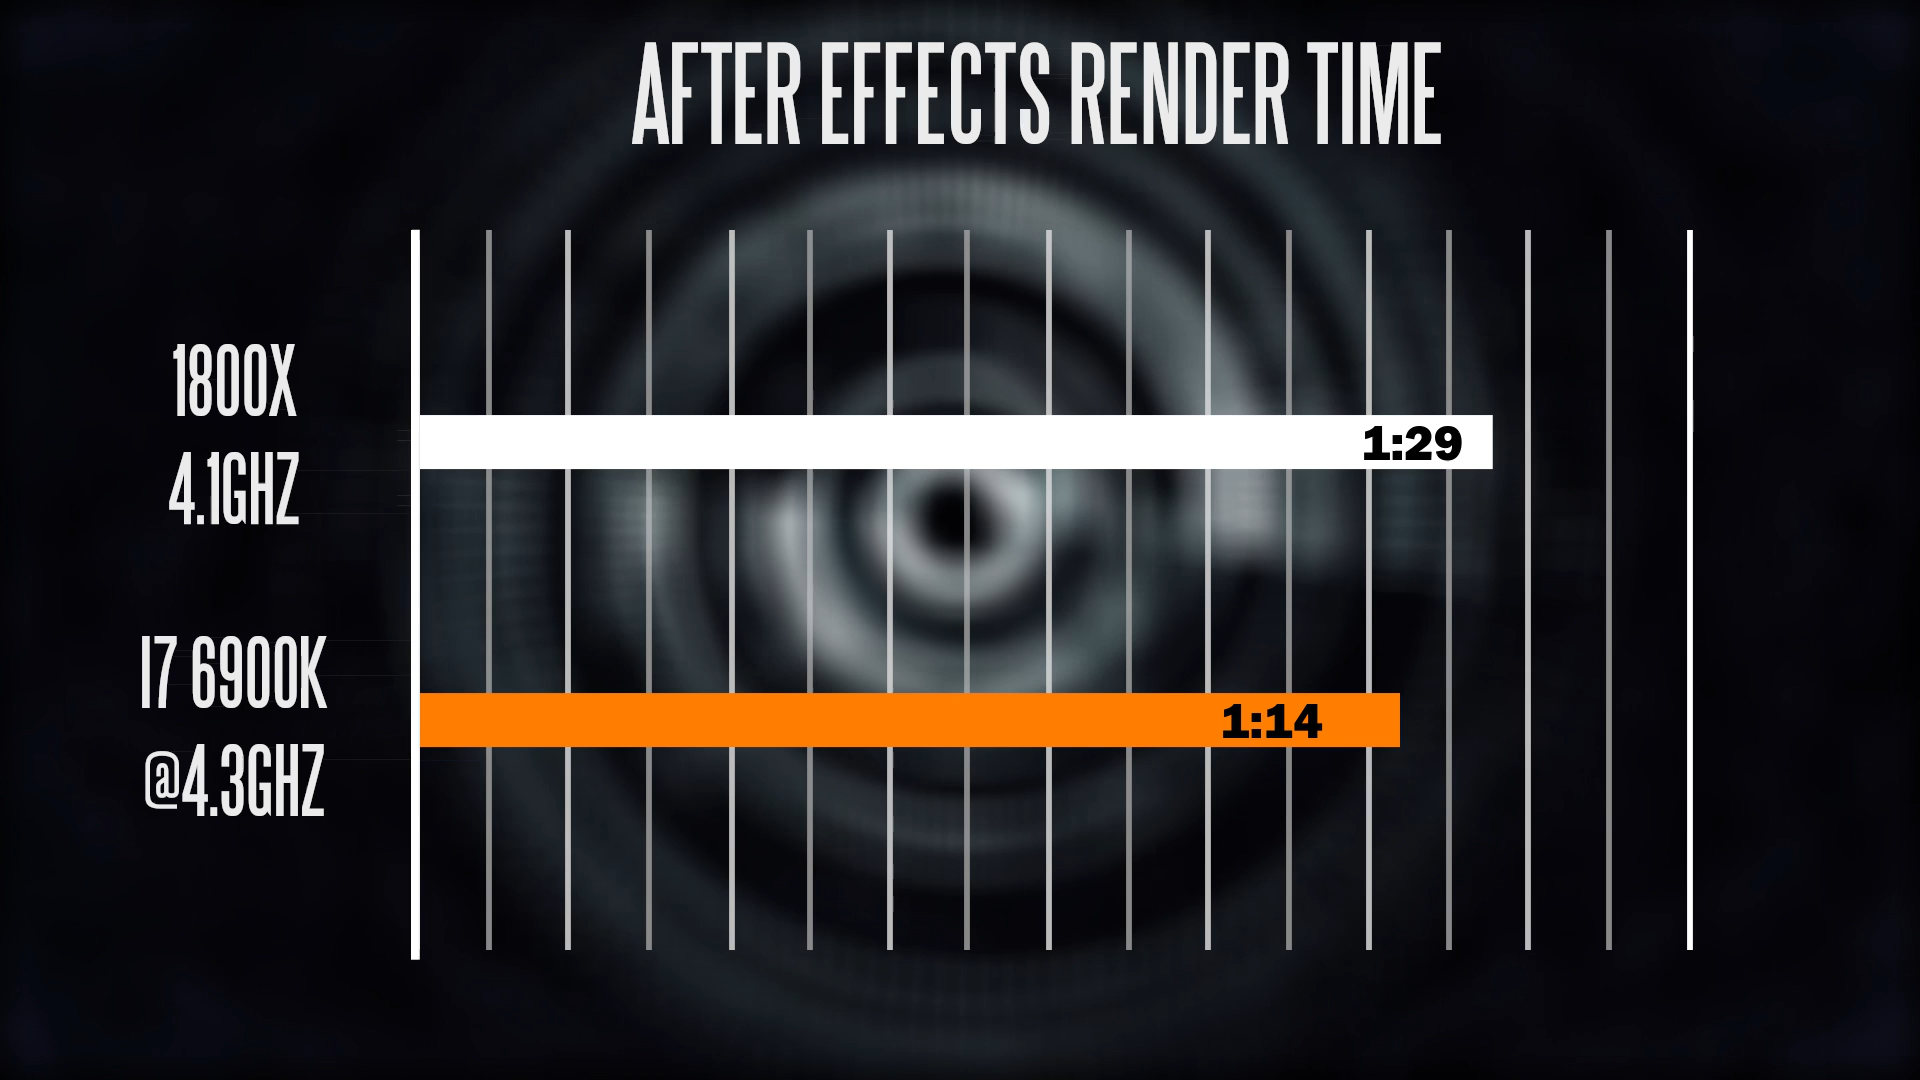 AFTER EFFECTS RENDER TIME
1800X
4.1GHZ
1:29
I7 6900K
@4.3GHZ
1:14